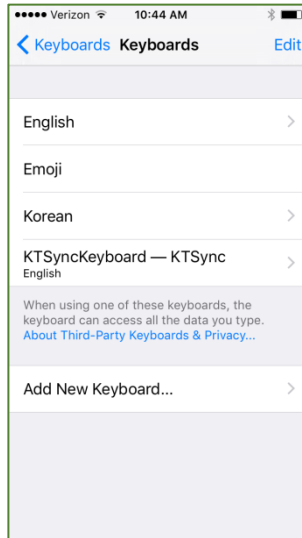 Verizon 10:44 AM
Keyboards Keyboards Edit
English
Emoji
Korean
KTSyncKeyboard — KTSync
English
When using one of these keyboards, the
keyboard can access all the data you type.
About Third-Party Keyboards & Privacy...
Add New Keyboard...